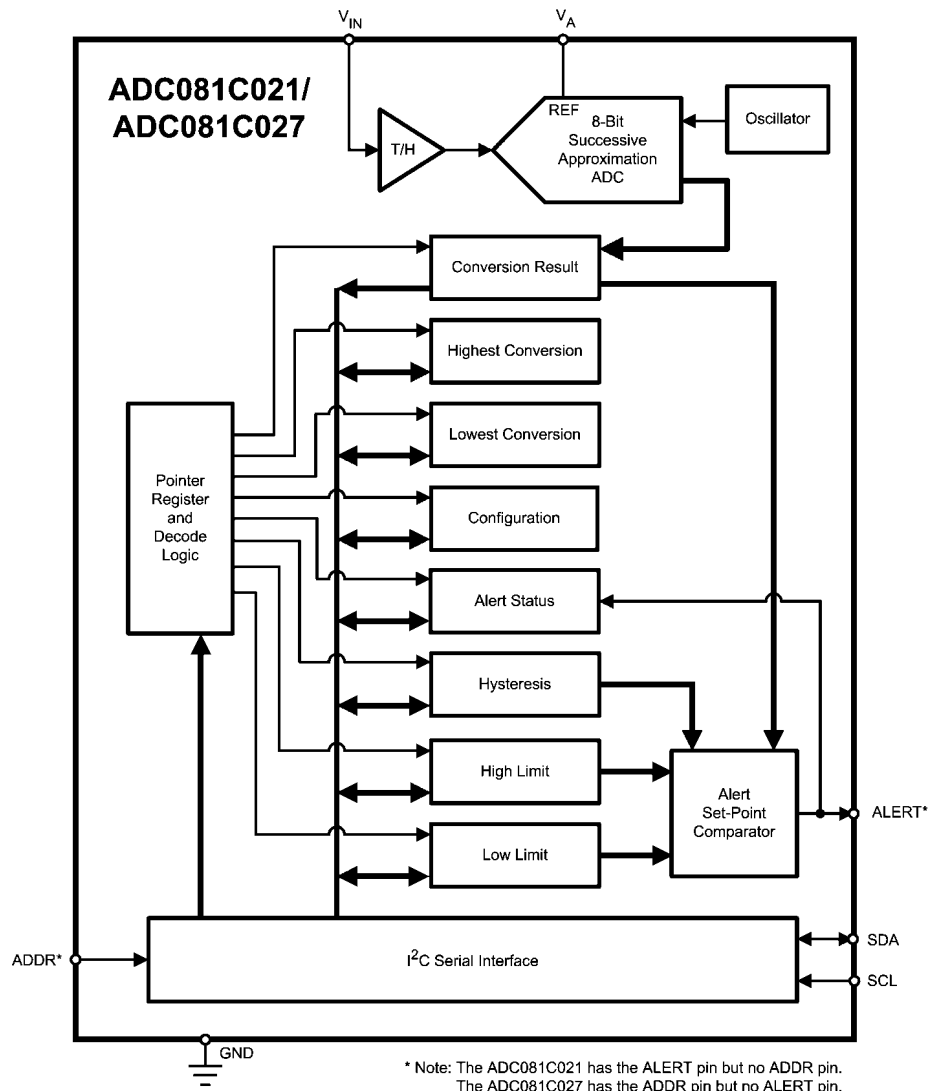 V_IN
V_A
ADC081C021/
ADC081C027
T/H
REF
8-Bit
Successive
Approximation
ADC
Oscillator
Conversion Result
Highest Conversion
Lowest Conversion
Pointer
Register
and
Decode
Logic
Configuration
Alert Status
Hysteresis
High Limit
Low Limit
Alert
Set-Point
Comparator
ALERT*
I²C Serial Interface
ADDR*
SDA
SCL
GND
* Note: The ADC081C021 has the ALERT pin but no ADDR pin.
The ADC081C027 has the ADDR pin but no ALERT pin.